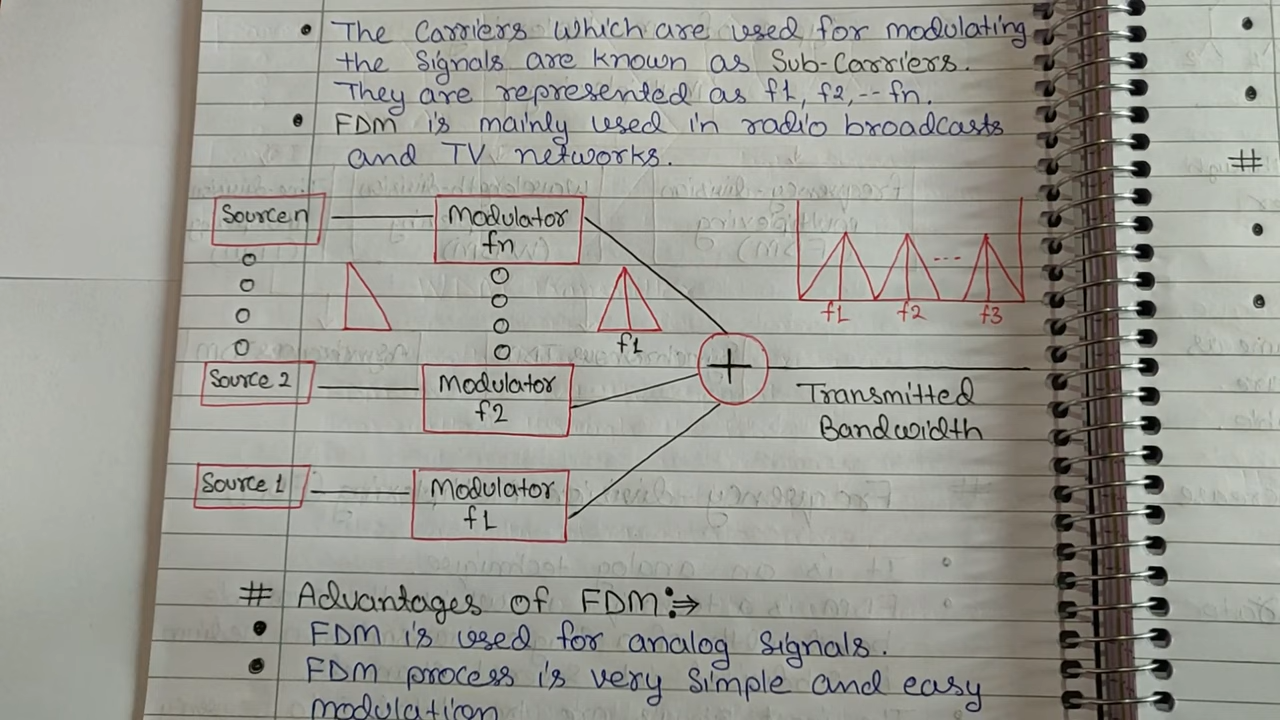 • The Carriers which are used for modulating
the Signals are known as Sub-Carriers.
They are represented as f1, f2,-- fn.
• FDM is mainly used in radio broadcasts
and TV networks.
Source n
Modulator
fn
f1
f1 f2 --- f3
Source 2
Modulator
f2
+
Transmitted
Bandwidth
Source 1
Modulator
f1
# Advantages of FDM:⇒
• FDM is used for analog signals.
• FDM process is very simple and easy
modulation
#